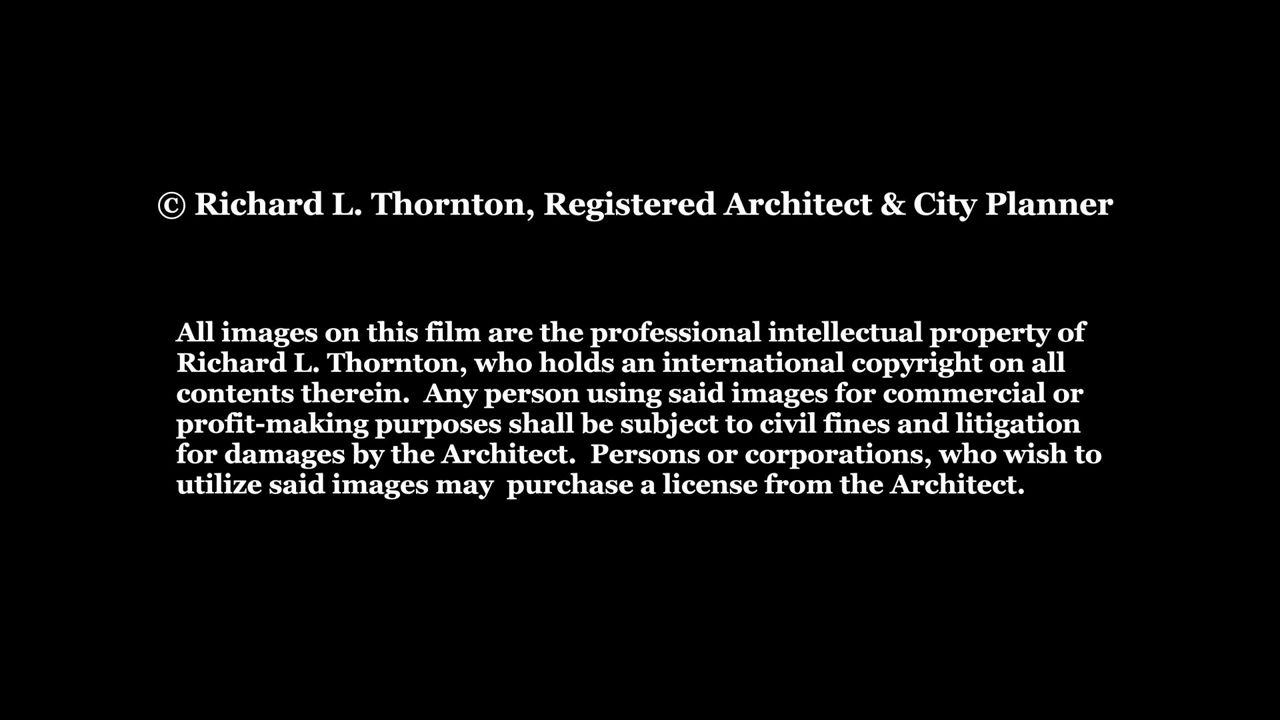 © Richard L. Thornton, Registered Architect & City Planner
All images on this film are the professional intellectual property of
Richard L. Thornton, who holds an international copyright on all
contents therein.  Any person using said images for commercial or
profit-making purposes shall be subject to civil fines and litigation
for damages by the Architect.  Persons or corporations, who wish to
utilize said images may  purchase a license from the Architect.